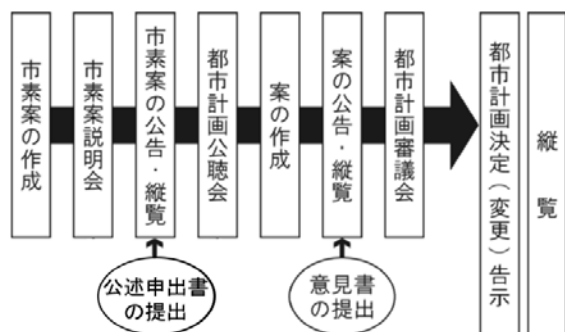 市素案の作成
市素案説明会
市素案の公告・縦覧
都市計画公聴会
案の作成
案の公告・縦覧
都市計画審議会
都市計画決定（変更）告示
縦覧
公述申出書
の提出
意見書
の提出